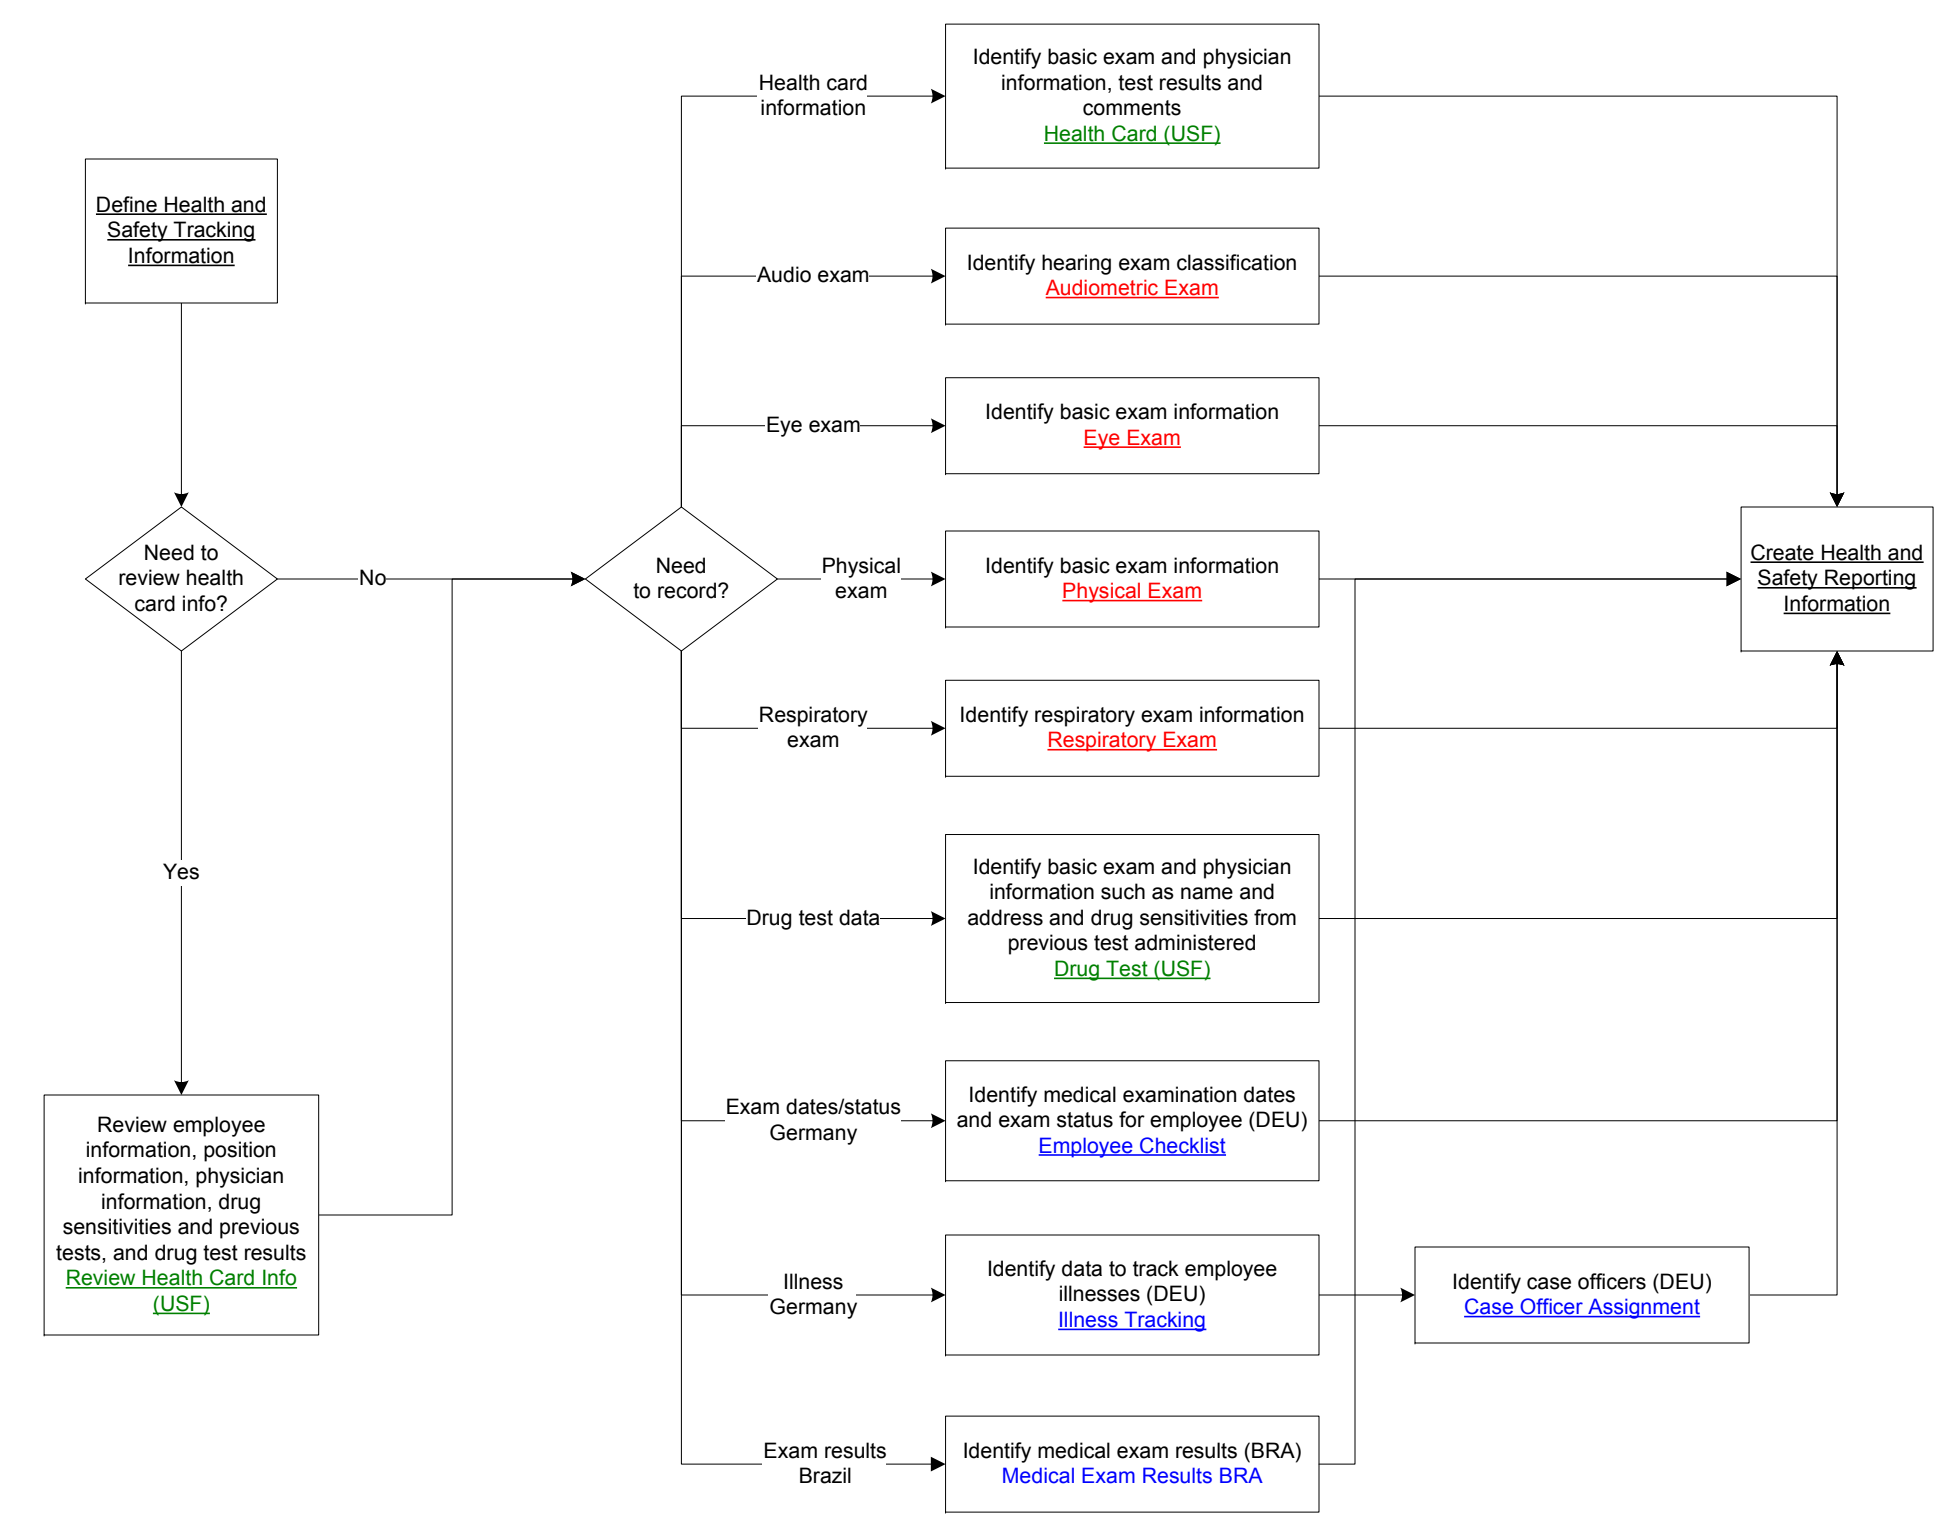 Define Health and
Safety Tracking
Information
Need to
review health
card info?
No
Yes
Review employee
information, position
information, physician
information, drug
sensitivities and previous
tests, and drug test results
Review Health Card Info
(USF)
Need
to record?
Health card
information
Identify basic exam and physician
information, test results and
comments
Health Card (USF)
Audio exam
Identify hearing exam classification
Audiometric Exam
Eye exam
Identify basic exam information
Eye Exam
Physical
exam
Identify basic exam information
Physical Exam
Respiratory
exam
Identify respiratory exam information
Respiratory Exam
Drug test data
Identify basic exam and physician
information such as name and
address and drug sensitivities from
previous test administered
Drug Test (USF)
Exam dates/status
Germany
Identify medical examination dates
and exam status for employee (DEU)
Employee Checklist
Illness
Germany
Identify data to track employee
illnesses (DEU)
Illness Tracking
Identify case officers (DEU)
Case Officer Assignment
Exam results
Brazil
Identify medical exam results (BRA)
Medical Exam Results BRA
Create Health and
Safety Reporting
Information